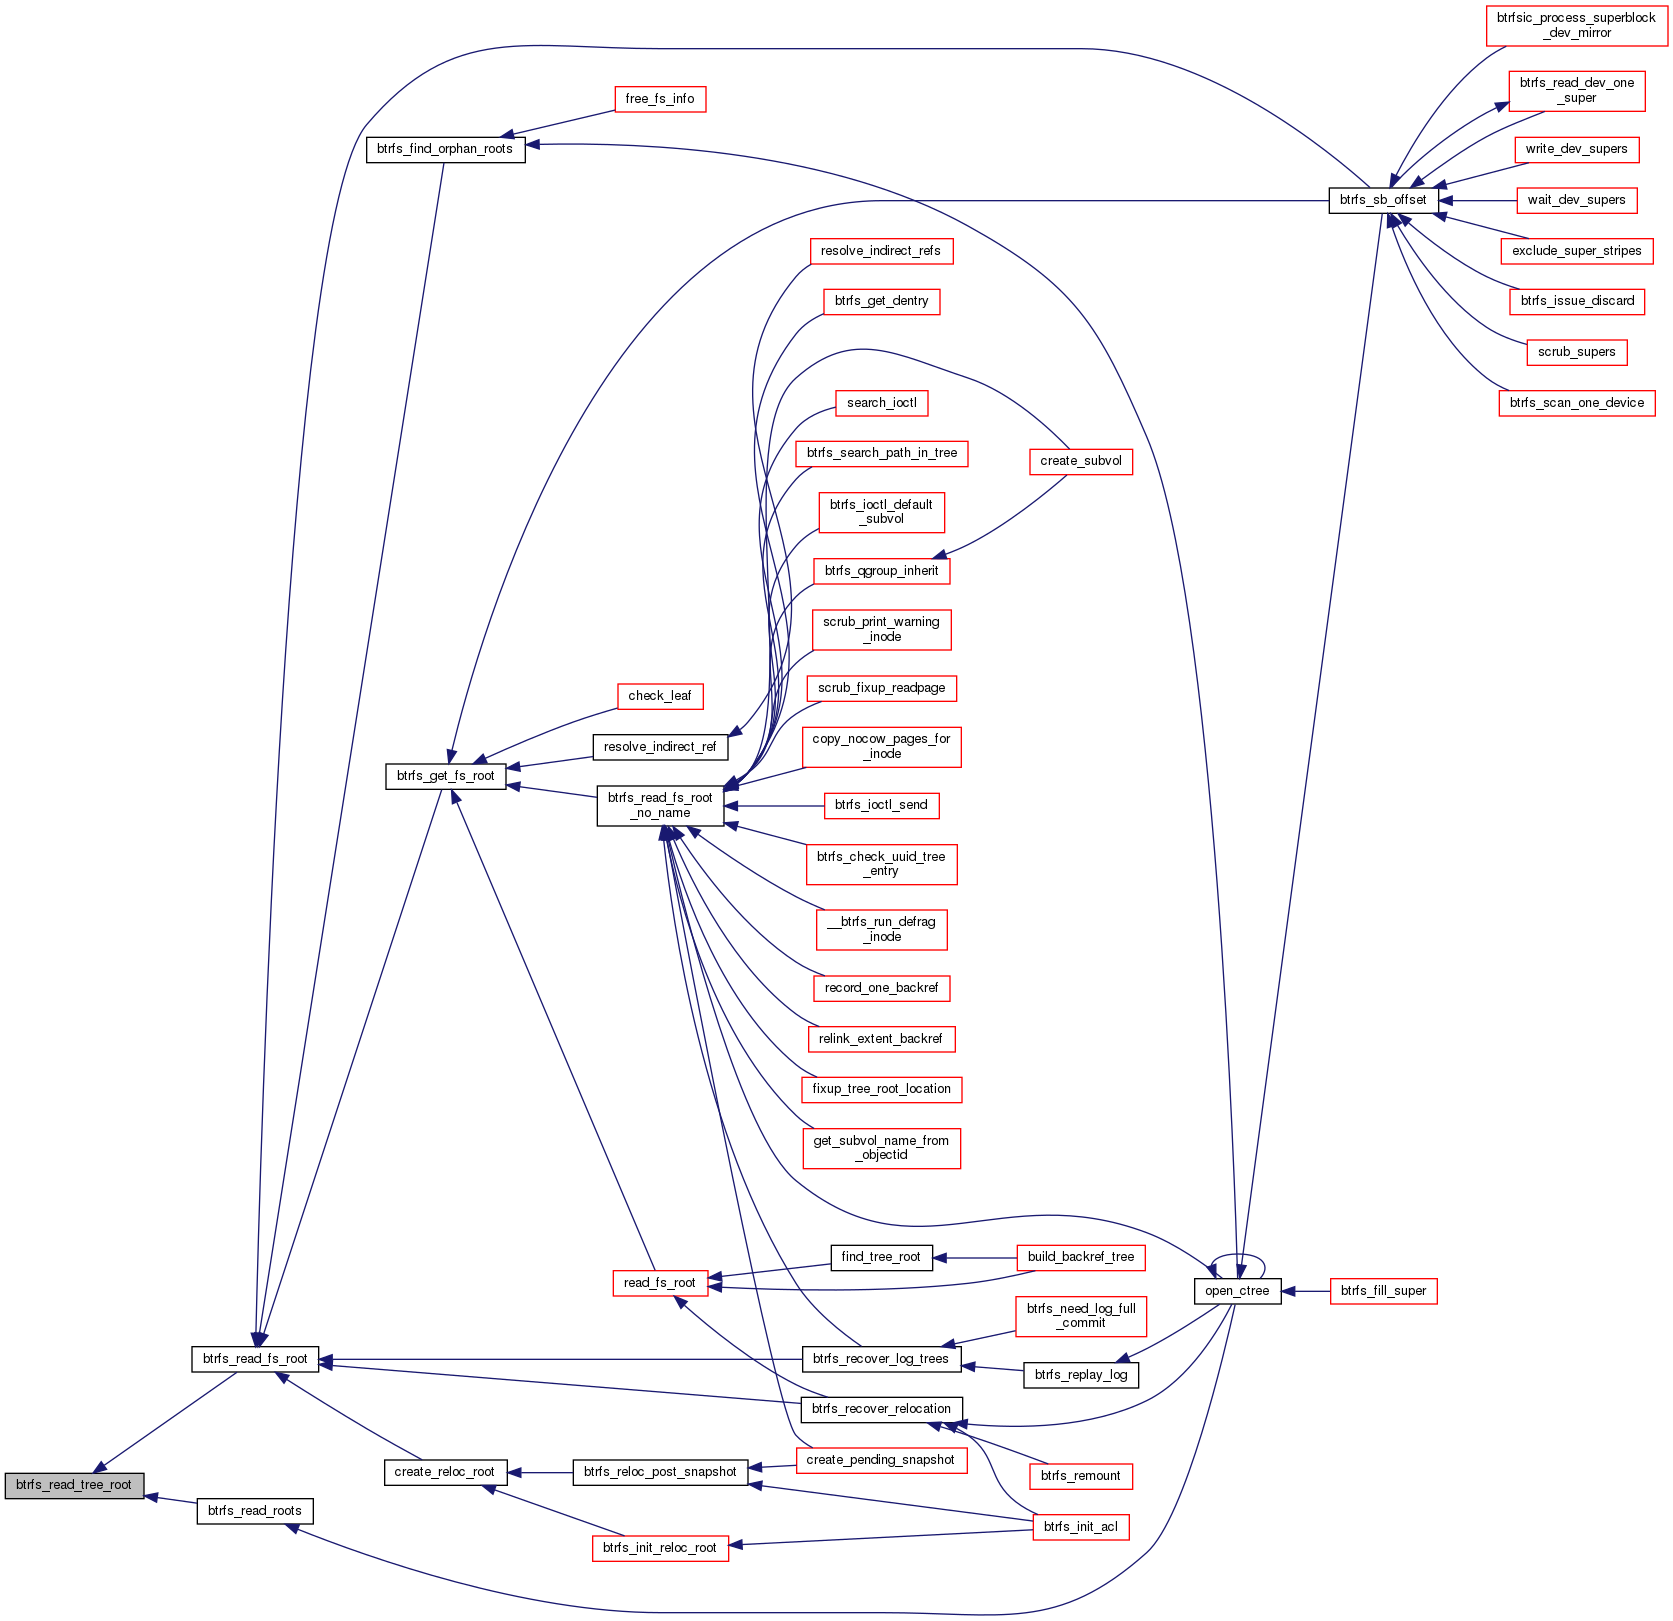 btrfsic_process_superblock
_dev_mirror
btrfs_read_dev_one
_super
free_fs_info
btrfs_find_orphan_roots
write_dev_supers
btrfs_sb_offset
wait_dev_supers
resolve_indirect_refs
exclude_super_stripes
btrfs_get_dentry
btrfs_issue_discard
scrub_supers
search_ioctl
btrfs_scan_one_device
btrfs_search_path_in_tree
create_subvol
btrfs_ioctl_default
_subvol
btrfs_qgroup_inherit
scrub_print_warning
_inode
check_leaf
scrub_fixup_readpage
resolve_indirect_ref
copy_nocow_pages_for
_inode
btrfs_get_fs_root
btrfs_read_fs_root
_no_name
btrfs_ioctl_send
btrfs_check_uuid_tree
_entry
__btrfs_run_defrag
_inode
record_one_backref
relink_extent_backref
fixup_tree_root_location
get_subvol_name_from
_objectid
find_tree_root
build_backref_tree
read_fs_root
open_ctree
btrfs_fill_super
btrfs_need_log_full
_commit
btrfs_read_fs_root
btrfs_recover_log_trees
btrfs_replay_log
btrfs_recover_relocation
create_pending_snapshot
create_reloc_root
btrfs_reloc_post_snapshot
btrfs_remount
btrfs_read_tree_root
btrfs_read_roots
btrfs_init_acl
btrfs_init_reloc_root